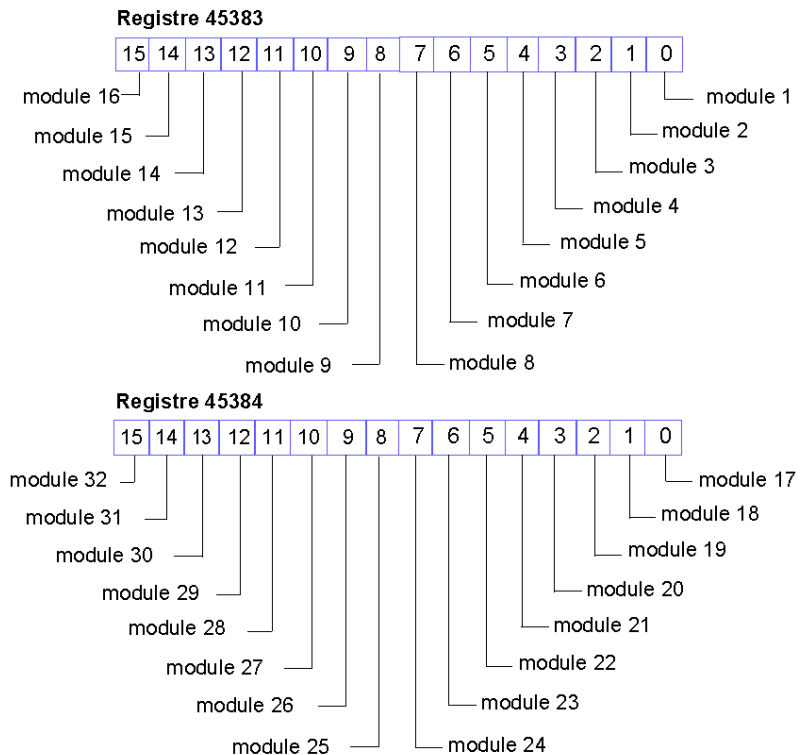 Registre 45383
15 14 13 12 11 10 9 8 7 6 5 4 3 2 1 0
module 16 module 1
module 15 module 2
module 14 module 3
module 13 module 4
module 12 module 5
module 11 module 6
module 10 module 7
module 9 module 8
Registre 45384
15 14 13 12 11 10 9 8 7 6 5 4 3 2 1 0
module 32 module 17
module 31 module 18
module 30 module 19
module 29 module 20
module 28 module 21
module 27 module 22
module 26 module 23
module 25 module 24